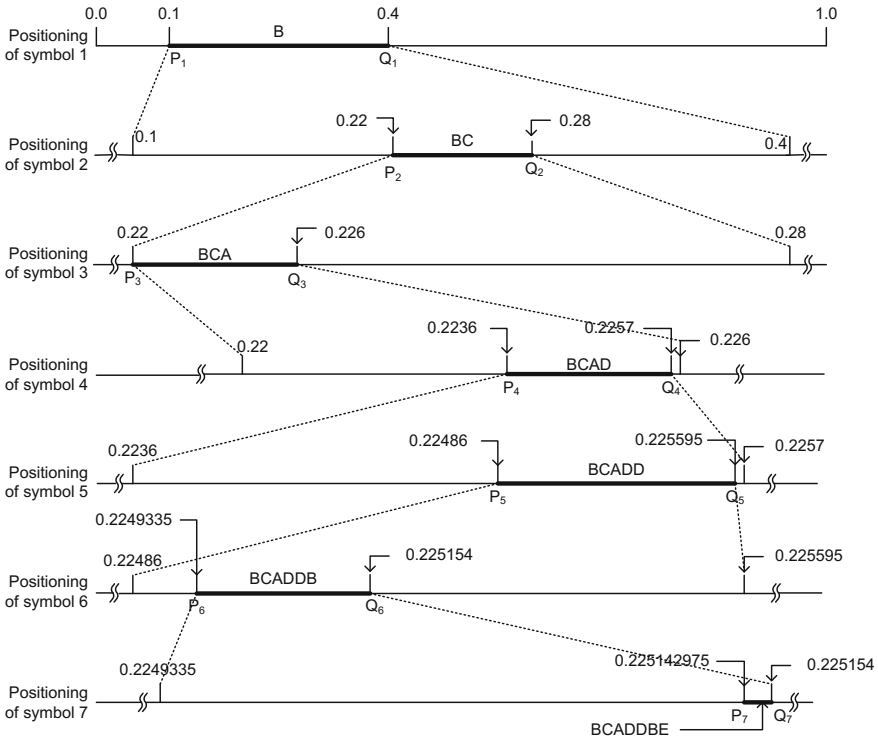 0.0 0.1 0.4 1.0
B
Positioning
of symbol 1
P1 Q1
0.22 0.28
0.1 BC 0.4
Positioning
of symbol 2
P2 Q2
0.22 0.226 0.28
BCA
Positioning
of symbol 3
P3 Q3
0.2236 0.2257 0.226
0.22
BCAD
Positioning
of symbol 4
P4 Q4
0.22486 0.225595 0.2257
0.2236
BCADD
Positioning
of symbol 5
P5 Q5
0.2249335
0.22486 0.225154 0.225595
BCADDB
Positioning
of symbol 6
P6 Q6
0.2249335 0.225142975 0.225154
Positioning
of symbol 7
P7 Q7
BCADDBE